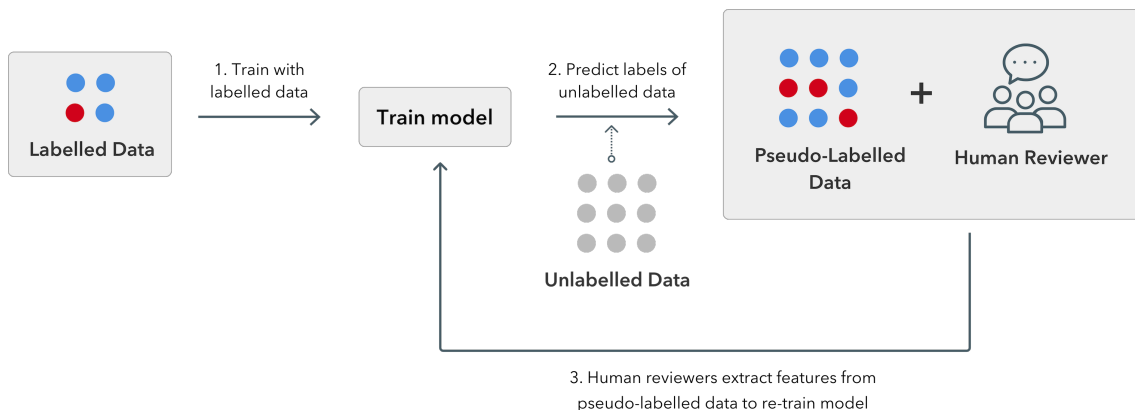 1. Train with
labelled data
Labelled Data
Train model
2. Predict labels of
unlabelled data
Unlabelled Data
+
Pseudo-Labelled
Data
Human Reviewer
3. Human reviewers extract features from
pseudo-labelled data to re-train model